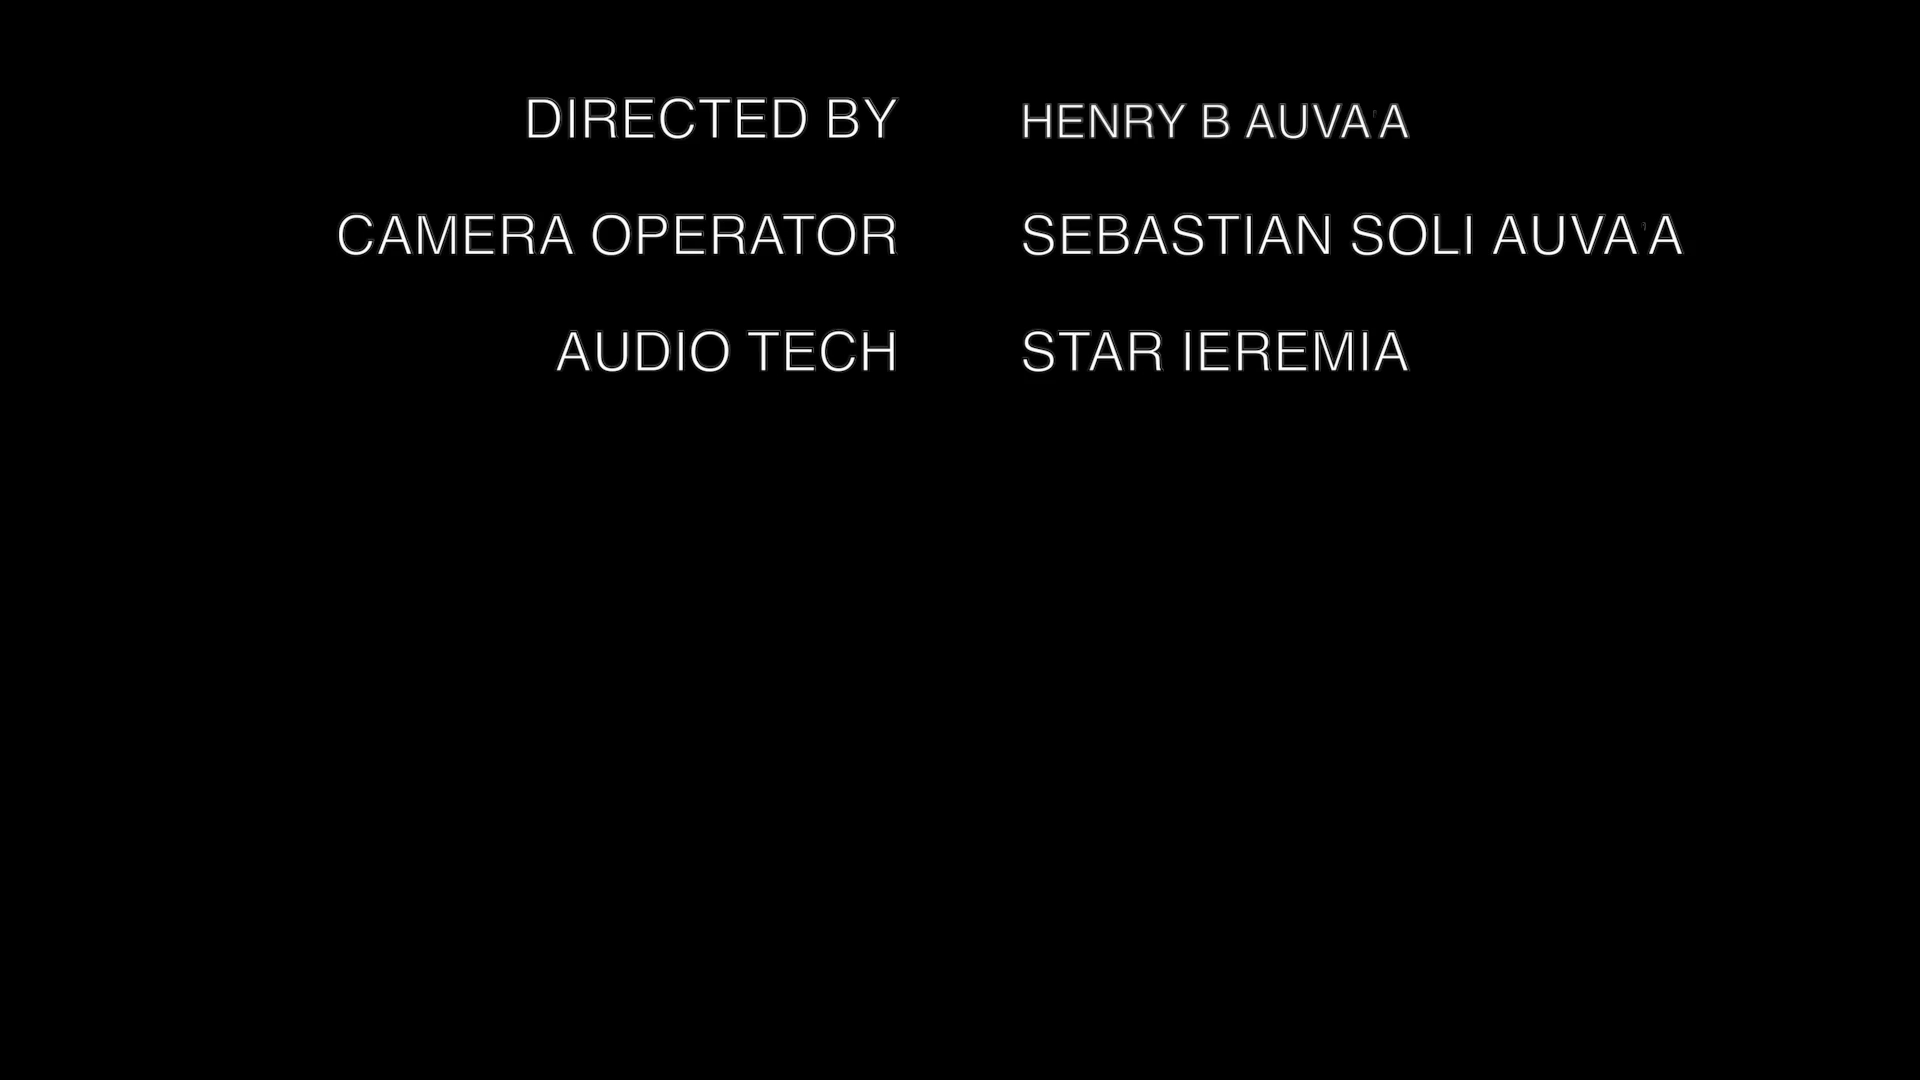 DIRECTED BY HENRY B AUVA'A
CAMERA OPERATOR SEBASTIAN SOLI AUVA'A
AUDIO TECH STAR IEREMIA